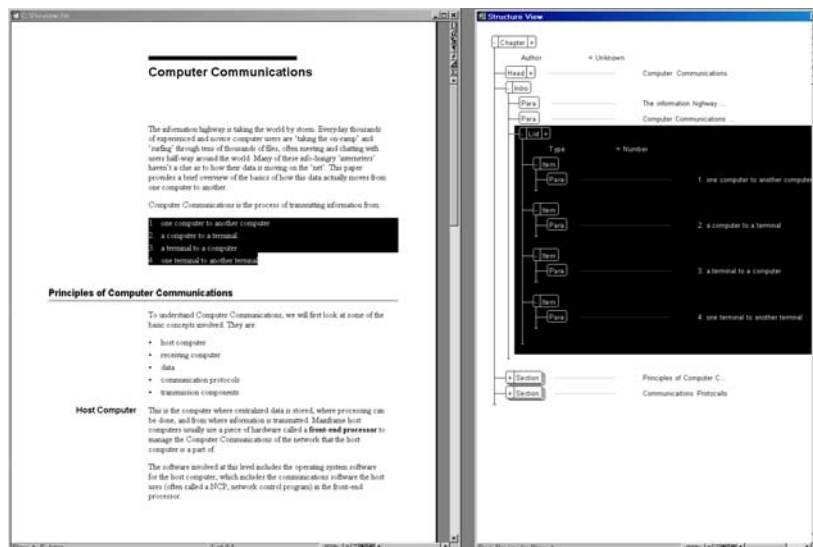 Structure View
Computer Communications
The information highway is taking the world by storm. Everyday thousands
of experienced and novice computer users are 'taking the on-ramp' and
'surfing' through tens of thousands of files, often meeting and chatting with
users half-way around the world. Many of these info-hungry 'interneters'
haven't a clue as to how their data is moving on the 'net'. This paper
provides a brief overview of the basics of how this data actually moves from
one computer to another.
Computer Communications is the process of transmitting information from:
1. one computer to another computer
2. a computer to a terminal
3. a terminal to a computer
4. one terminal to another terminal
Principles of Computer Communications
To understand Computer Communications, we will first look at some of the
basic concepts involved. They are
• host computer
• receiving computer
• data
• communication protocols
• transmission components
Host Computer This is the computer where centralized data is stored, where processing can
be done, and from where information is transmitted. Mainframe host
computers usually use a piece of hardware called a front-end processor to
manage the Computer Communications of the network that the host
computer is a part of.
The software involved at this level includes the operating system software
for the host computer, which includes the communications software the host
uses (often called a NCP, network control program) in the front-end
processor.
Chapter
Author = Unknown
Head Computer Communications
Intro
Para The information highway ...
Para Computer Communications ...
List
Type = Number
Item
Para 1. one computer to another computer
Item
Para 2. a computer to a terminal
Item
Para 3. a terminal to a computer
Item
Para 4. one terminal to another terminal
Section Principles of Computer C...
Section Communications Protocalls